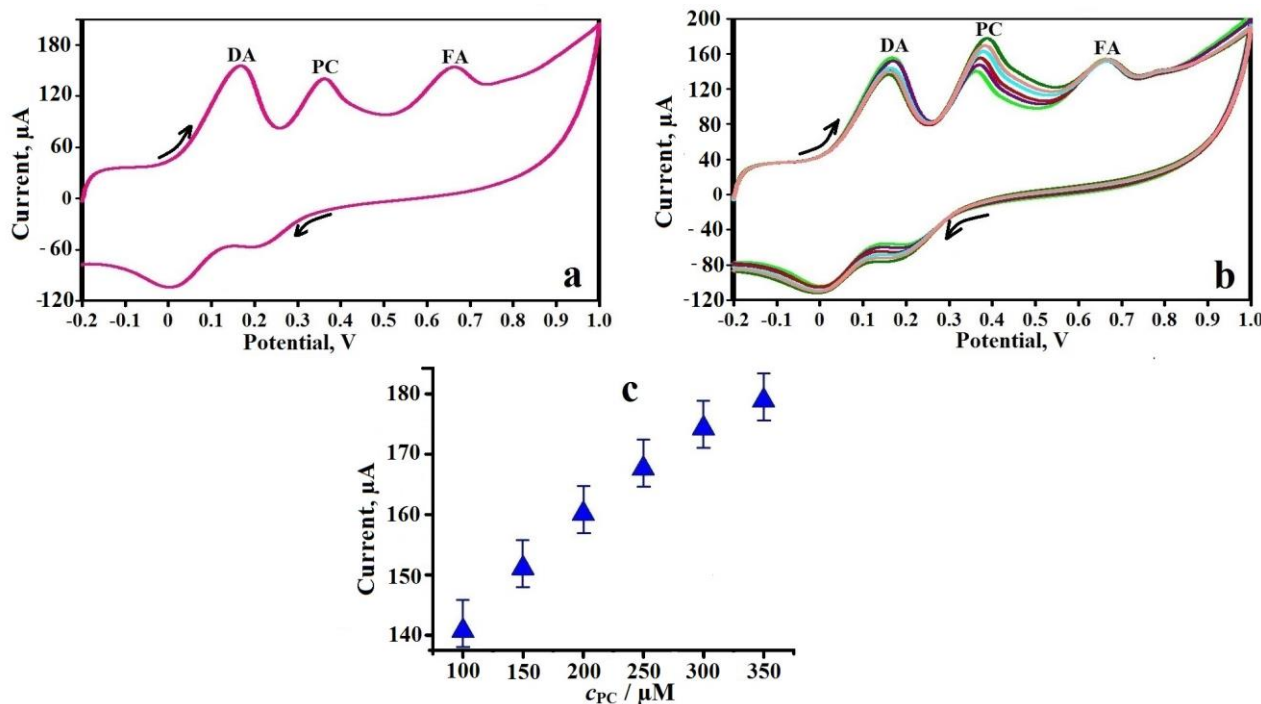 180
120
60
0
- 60
-120
Current, µA
DA
PC
FA
a
-0.2 -0.1 0 0.1 0.2 0.3 0.4 0.5 0.6 0.7 0.8 0.9 1.0
Potential, V
200
160
120
80
40
0
- 40
- 80
-120
Current, µA
DA
PC
FA
b
-0.2 -0.1 0 0.1 0.2 0.3 0.4 0.5 0.6 0.7 0.8 0.9 1.0
Potential, V
180
170
160
150
140
Current, µA
c
100 150 200 250 300 350
cPC / µM